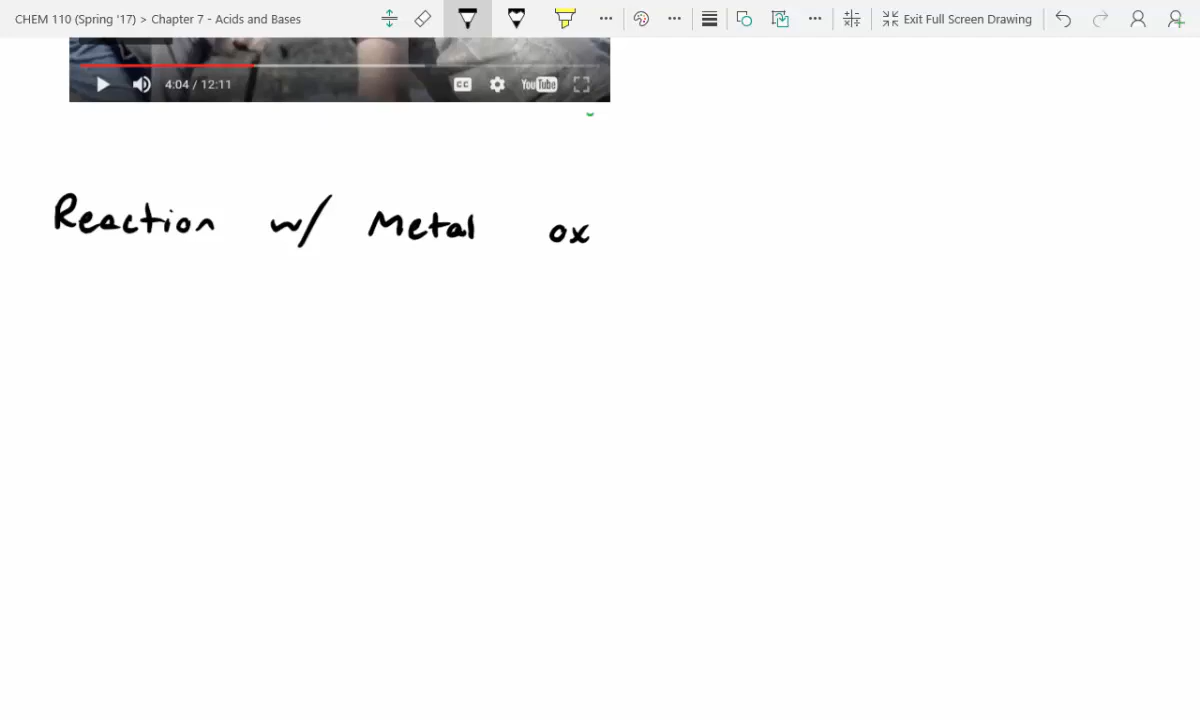 CHEM 110 (Spring '17) > Chapter 7 - Acids and Bases ... ... ... Exit Full Screen Drawing
4:04 / 12:11 CC YouTube
Reaction w/ Metal ox